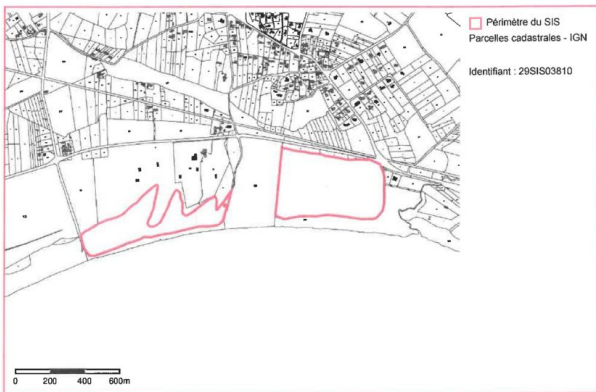 Périmètre du SIS
Parcelles cadastrales - IGN
Identifiant : 29SIS03810
0 200 400 600m